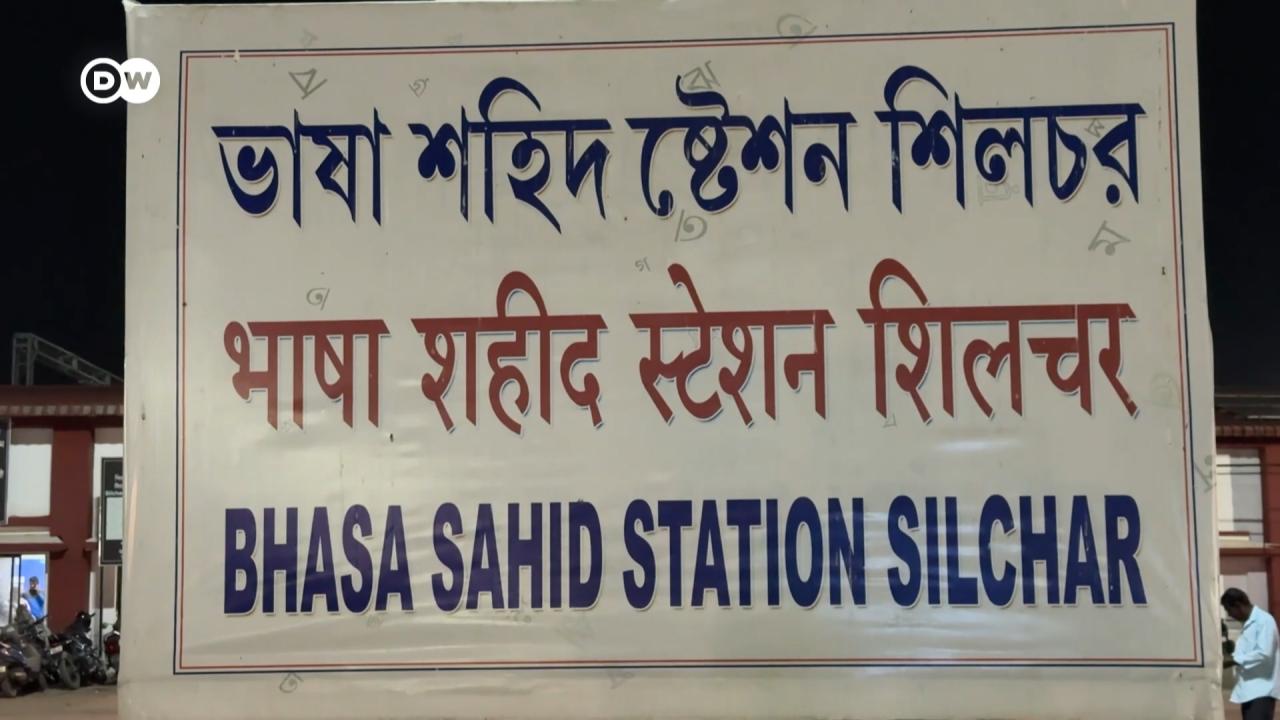 DW
ভাষা শহিদ ষ্টেশন শিলচর
भाषा शहीद स्टेशन शिलचर
BHASA SAHID STATION SILCHAR